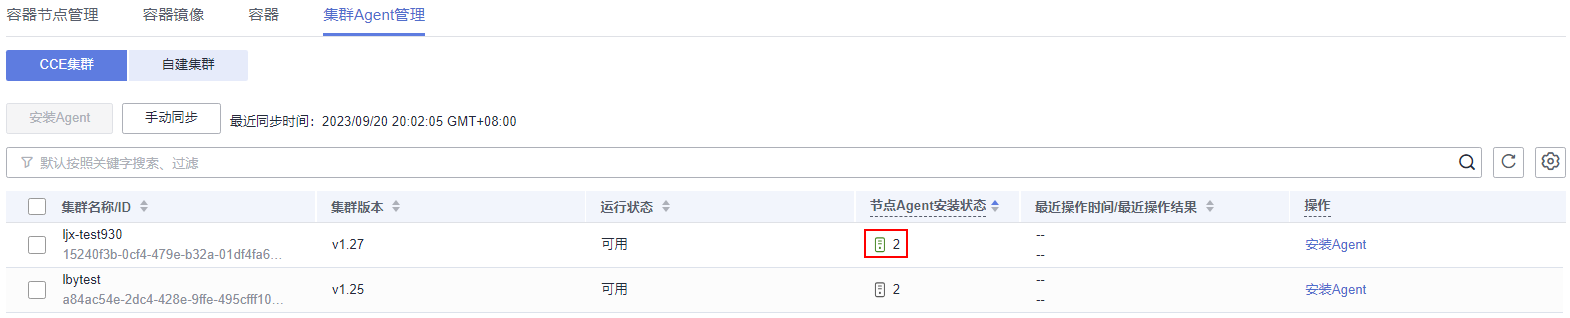 容器节点管理 容器镜像 容器 集群Agent管理
CCE集群 自建集群
安装Agent 手动同步 最近同步时间：2023/09/20 20:02:05 GMT+08:00
默认按照关键字搜索、过滤
集群名称/ID 集群版本 运行状态 节点Agent安装状态 最近操作时间/最近操作结果 操作
ljx-test930 v1.27 可用 2 -- 安装Agent
15240f3b-0cf4-479e-b32a-01df4fa6... --
lbytest v1.25 可用 2 -- 安装Agent
a84ac54e-2dc4-428e-9ffe-495cfff10... --